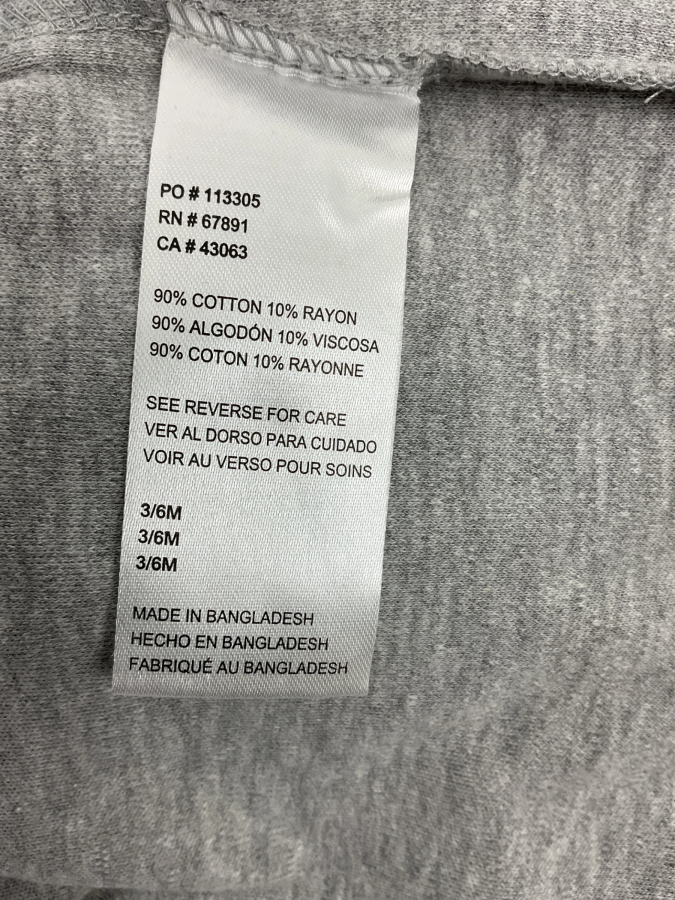 PO # 113305
RN # 67891
CA # 43063
90% COTTON 10% RAYON
90% ALGODÓN 10% VISCOSA
90% COTON 10% RAYONNE
SEE REVERSE FOR CARE
VER AL DORSO PARA CUIDADO
VOIR AU VERSO POUR SOINS
3/6M
3/6M
3/6M
MADE IN BANGLADESH
HECHO EN BANGLADESH
FABRIQUÉ AU BANGLADESH